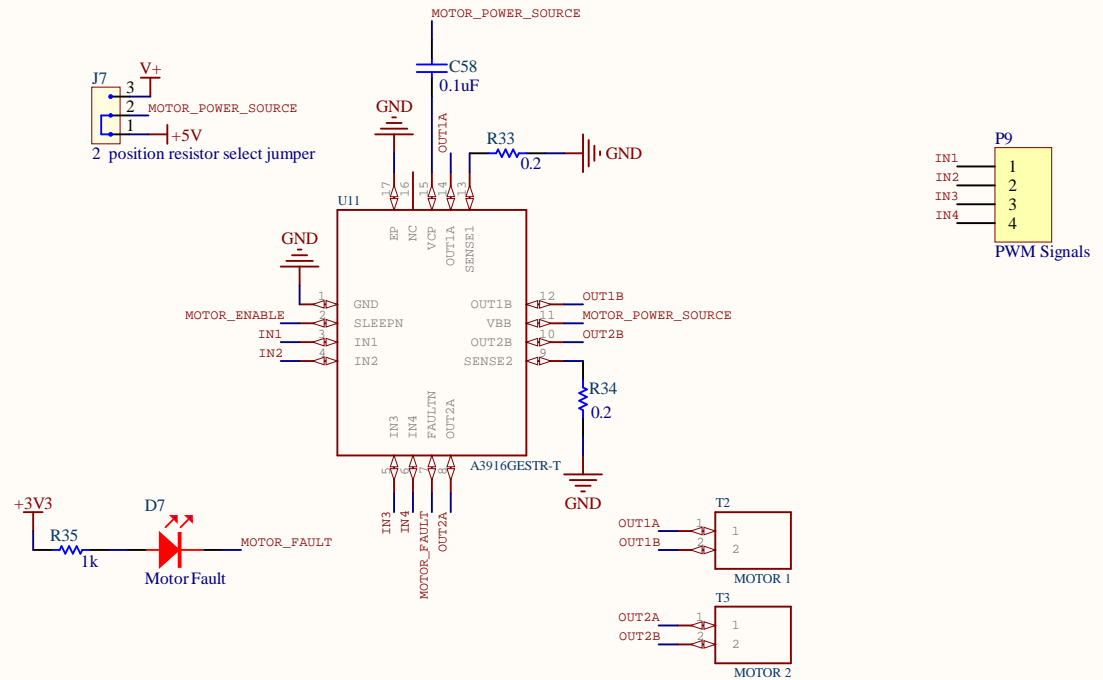 MOTOR_POWER_SOURCE
C58
0.1uF
J7
V+
3
2
1
MOTOR_POWER_SOURCE
+5V
2 position resistor select jumper
GND
OUT1A
R33
0.2
GND
P9
IN1
IN2
IN3
IN4
1
2
3
4
PWM Signals
U11
17
16
15
14
13
EP
NC
VCP
OUT1A
SENSE1
GND
1
GND
MOTOR_ENABLE
2
SLEEPN
IN1
3
IN1
IN2
4
IN2
OUT1B
12
OUT1B
VBB
11
MOTOR_POWER_SOURCE
OUT2B
10
OUT2B
SENSE2
9
R34
0.2
GND
IN3
IN4
FAULTN
OUT2A
A3916GESTR-T
5
6
7
8
IN3
IN4
MOTOR_FAULT
OUT2A
+3V3
R35
1k
D7
MOTOR_FAULT
Motor Fault
T2
OUT1A
1
1
OUT1B
2
2
MOTOR 1
T3
OUT2A
1
1
OUT2B
2
2
MOTOR 2